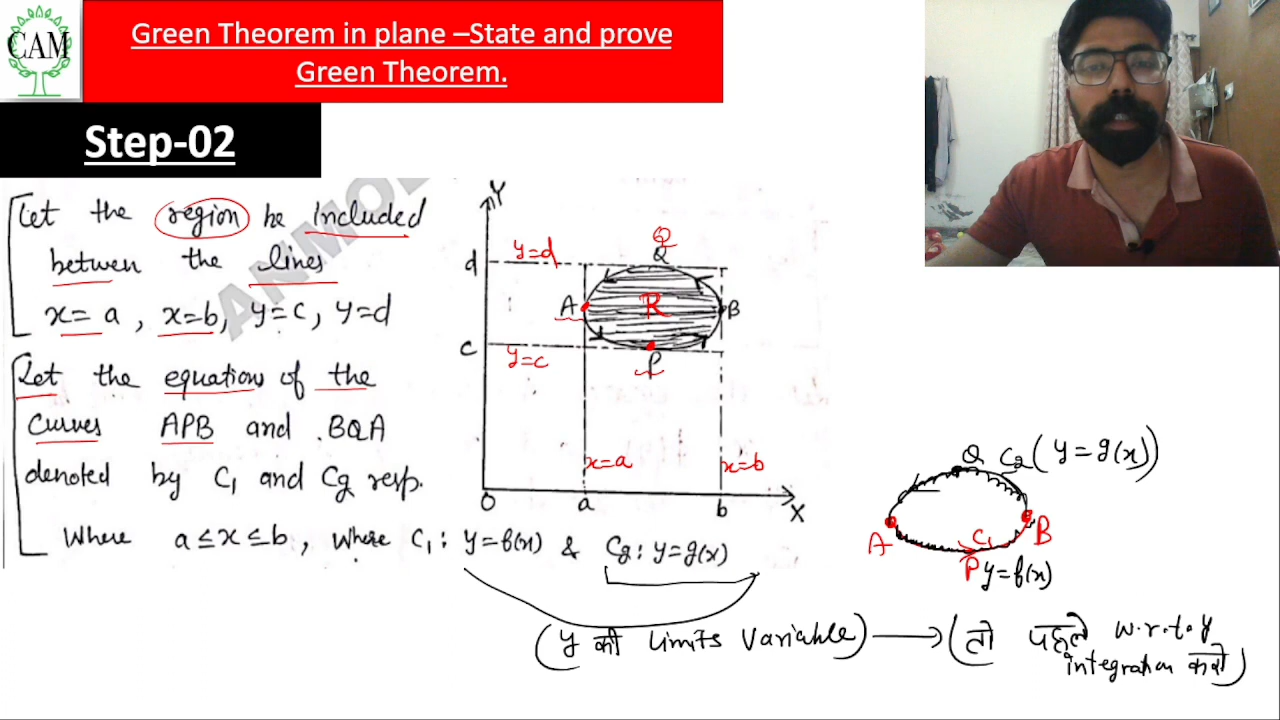 CAM
Green Theorem in plane –State and prove
Green Theorem.
Step-02
Let the region be included
betwen the lines
x = a, x=b, y=c, y=d
Let the equation of the
Curves APB and BQA
denoted by C₁ and C₂ resp.
Where a≤x≤b, where C₁: y=f(x) & C₂: y=g(x)
ANMOL
Y
d
y=d
Q
Q
A
R
B
c
y=c
P
x=a
x=b
O
a
b
X
Q C₂ (y=g(x))
A
C₁
B
P y=f(x)
(y की limits variable) → (तो पहले w.r.t.y
integration करो)